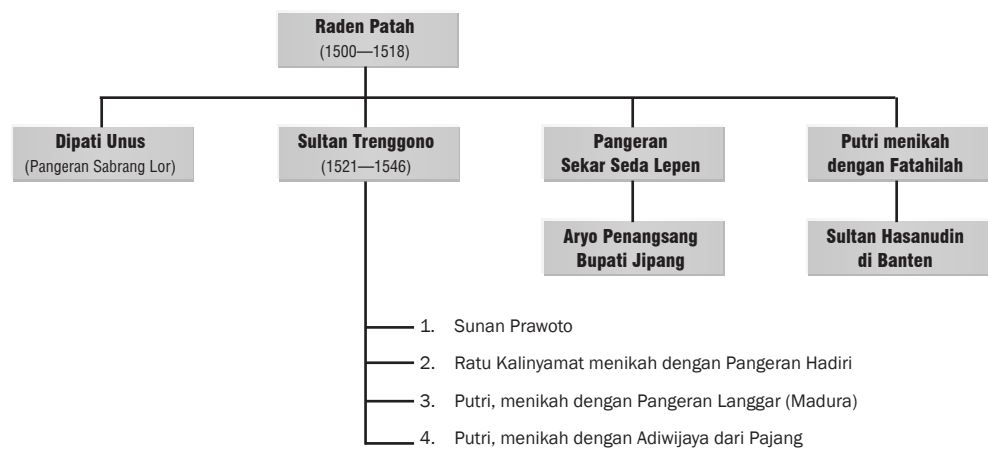 Raden Patah
(1500—1518)
Dipati Unus
(Pangeran Sabrang Lor)
Sultan Trenggono
(1521—1546)
Pangeran
Sekar Seda Lepen
Putri menikah
dengan Fatahilah
Aryo Penangsang
Bupati Jipang
Sultan Hasanudin
di Banten
1. Sunan Prawoto
2. Ratu Kalinyamat menikah dengan Pangeran Hadiri
3. Putri, menikah dengan Pangeran Langgar (Madura)
4. Putri, menikah dengan Adiwijaya dari Pajang